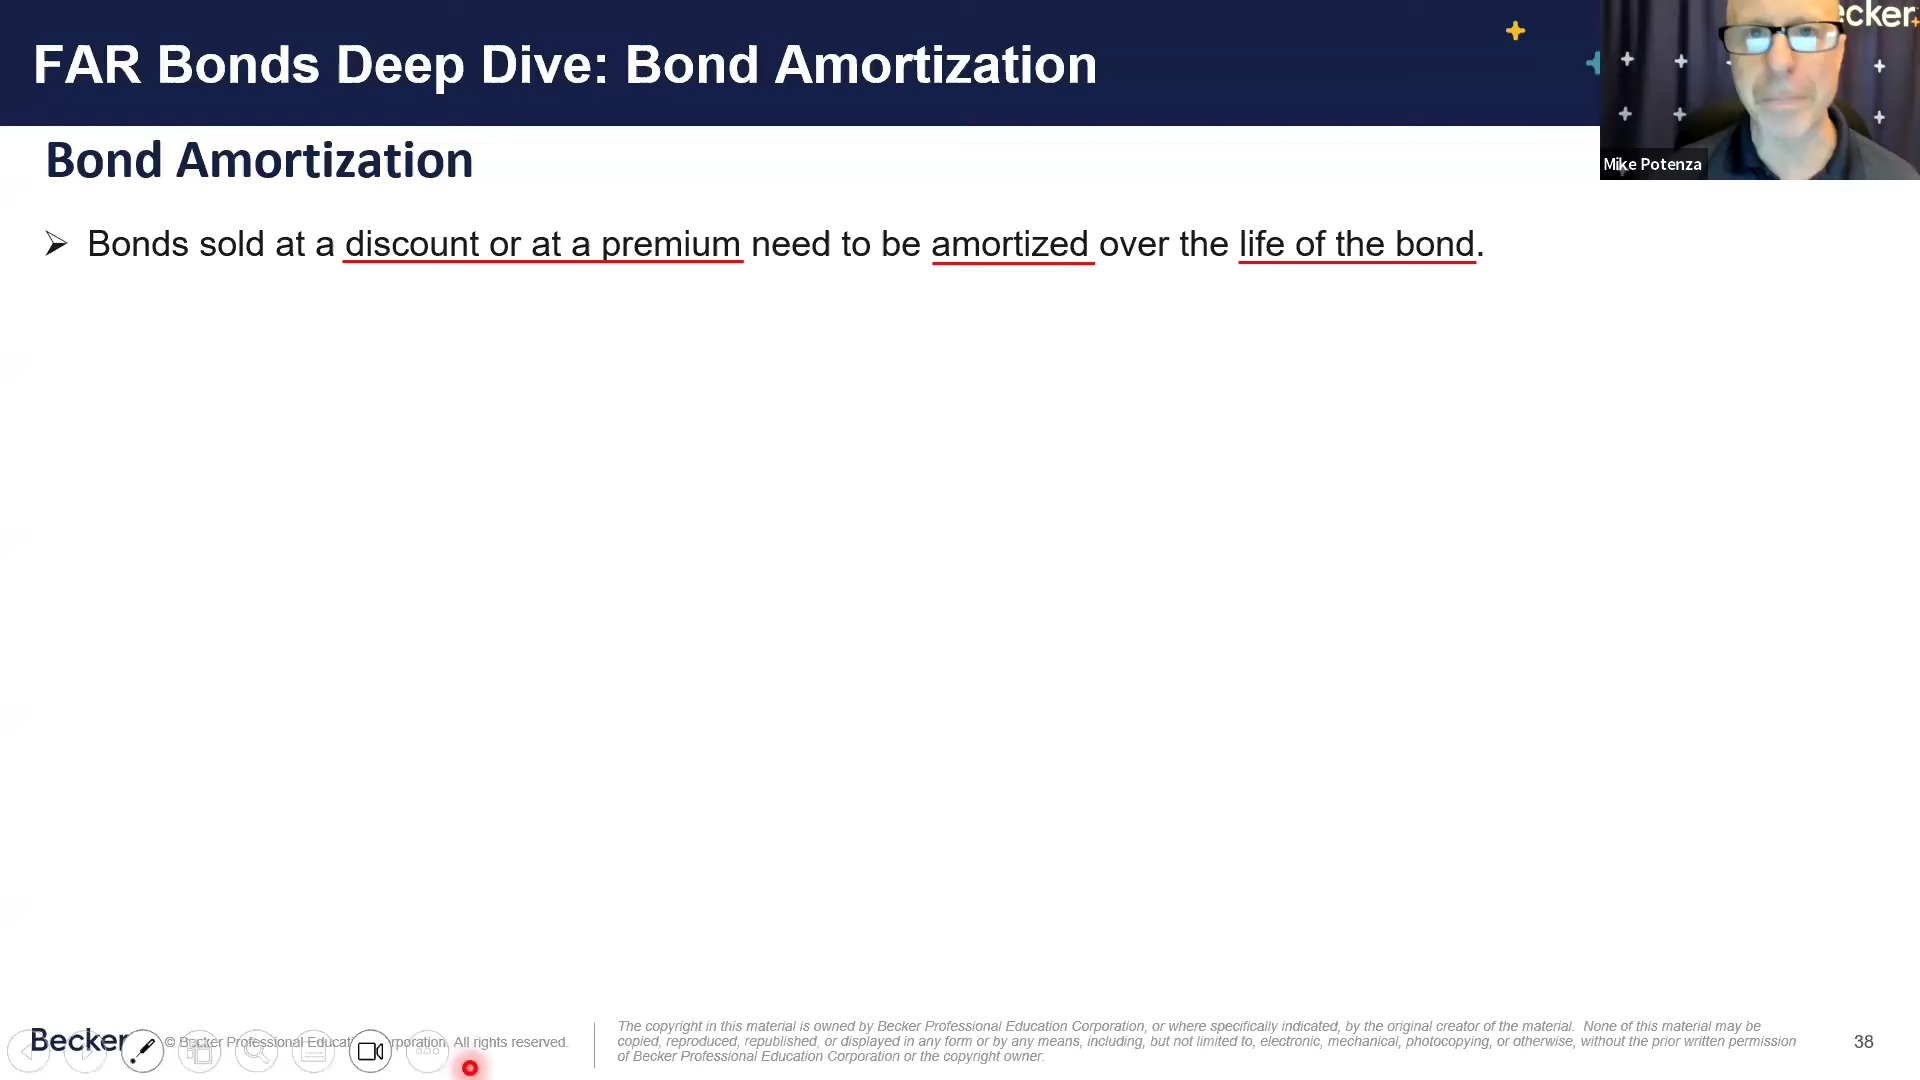 FAR Bonds Deep Dive: Bond Amortization
ecker
Mike Potenza
Bond Amortization
➢ Bonds sold at a discount or at a premium need to be amortized over the life of the bond.
Becker
© Becker Professional Educat rporation. All rights reserved.
The copyright in this material is owned by Becker Professional Education Corporation, or where specifically indicated, by the original creator of the material. None of this material may be
copied, reproduced, republished, or displayed in any form or by any means, including, but not limited to, electronic, mechanical, photocopying, or otherwise, without the prior written permission
of Becker Professional Education Corporation or the copyright owner.
38